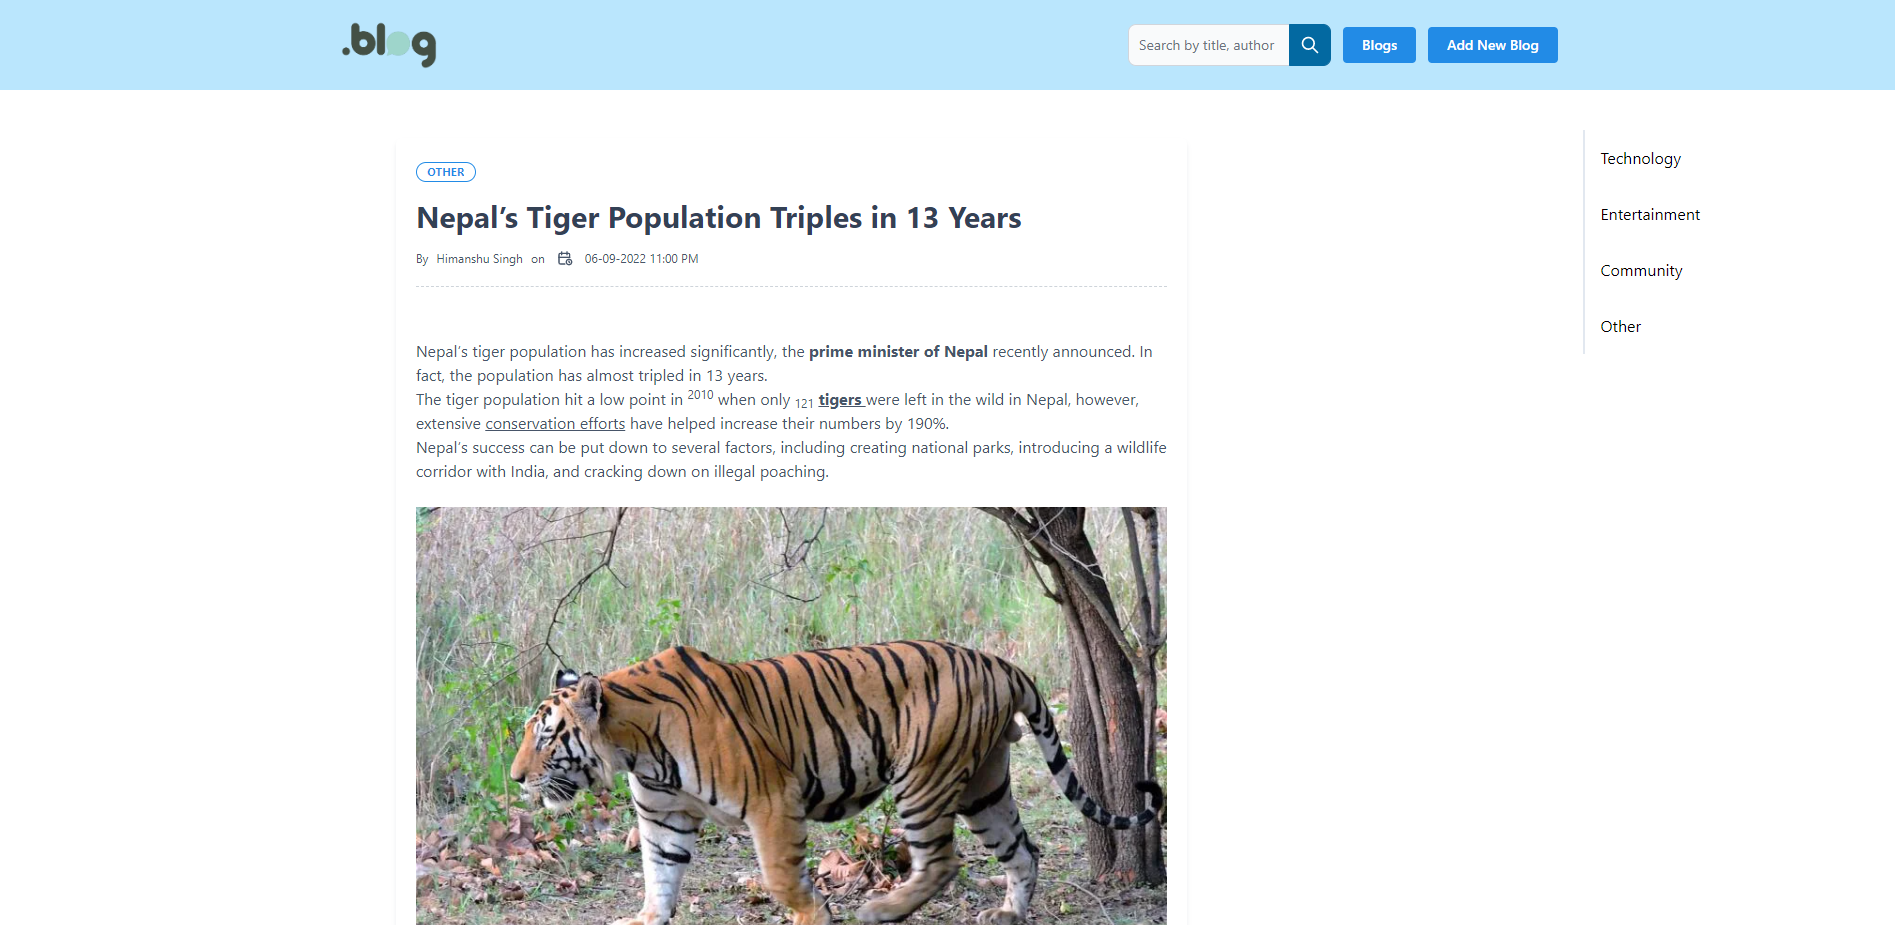 .blog
Search by title, author
Blogs
Add New Blog
OTHER
Nepal’s Tiger Population Triples in 13 Years
By Himanshu Singh on 06-09-2022 11:00 PM
Nepal’s tiger population has increased significantly, the prime minister of Nepal recently announced. In
fact, the population has almost tripled in 13 years.
The tiger population hit a low point in 2010 when only 121 tigers were left in the wild in Nepal, however,
extensive conservation efforts have helped increase their numbers by 190%.
Nepal’s success can be put down to several factors, including creating national parks, introducing a wildlife
corridor with India, and cracking down on illegal poaching.
Technology
Entertainment
Community
Other